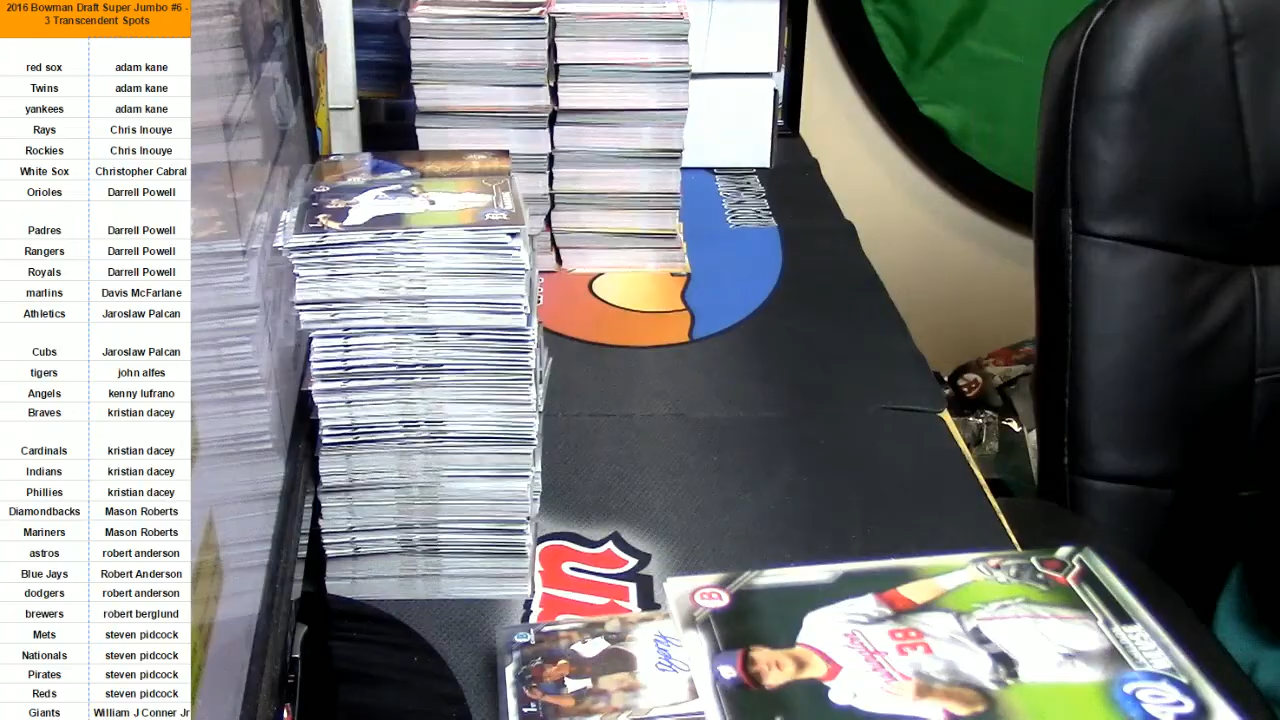 2016 Bowman Draft Super Jumbo #6 -
3 Transcendent Spots
red sox adam kane
Twins adam kane
yankees adam kane
Rays Chris Inouye
Rockies Chris Inouye
White Sox Christopher Cabral
Orioles Darrell Powell
Padres Darrell Powell
Rangers Darrell Powell
Royals Darrell Powell
marlins Davis McFarlane
Athletics Jaroslaw Palcan
Cubs Jaroslaw Palcan
tigers john alfes
Angels kenny lufrano
Braves kristian dacey
Cardinals kristian dacey
Indians kristian dacey
Phillies kristian dacey
Diamondbacks Mason Roberts
Mariners Mason Roberts
astros robert anderson
Blue Jays Robert Anderson
dodgers robert anderson
brewers robert berglund
Mets steven pidcock
Nationals steven pidcock
Pirates steven pidcock
Reds steven pidcock
Giants William J Conner Jr
B
38